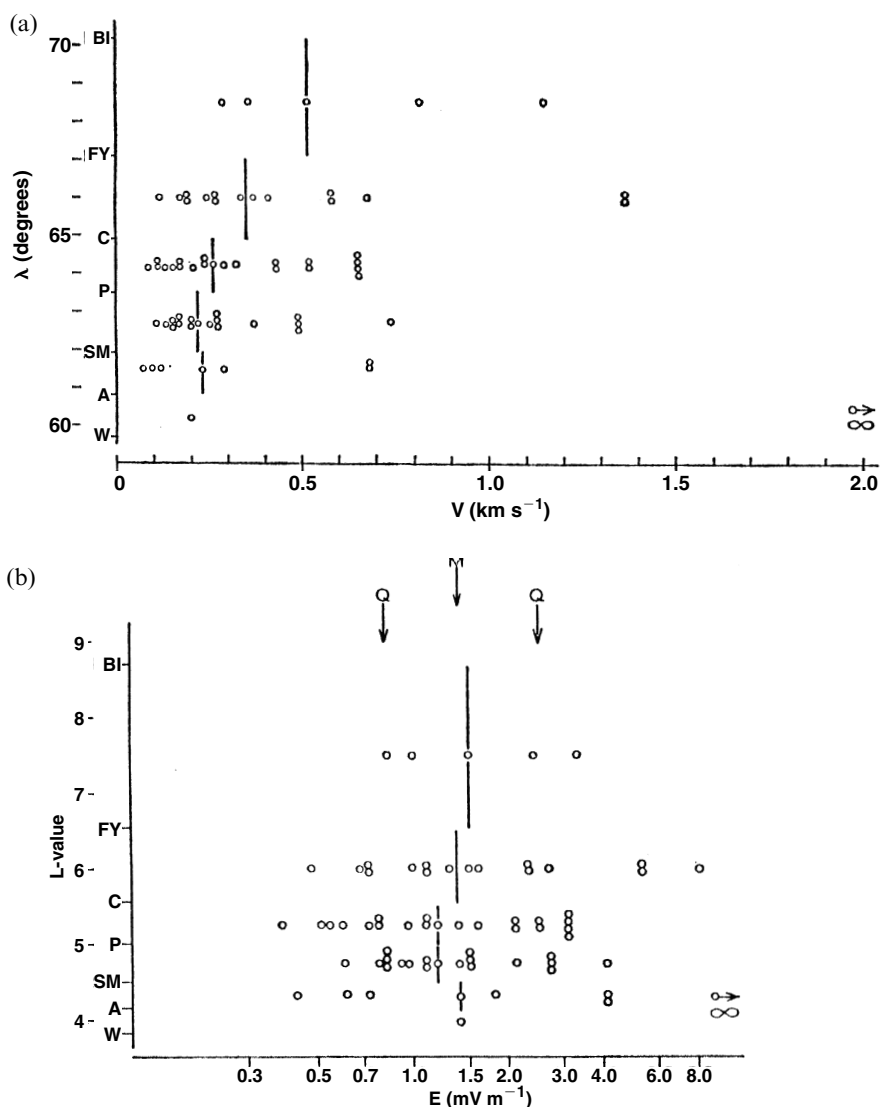 (a)
70
BI
FY
65
C
P
SM
A
60
W
λ (degrees)
0
0.5
1.0
1.5
2.0
V (km s⁻¹)
∞
(b)
Q
M
Q
9
BI
8
7
FY
6
C
5
P
SM
A
4
W
L-value
∞
0.3
0.5
0.7
1.0
1.5
2.0
3.0
4.0
6.0
8.0
E (mV m⁻¹)